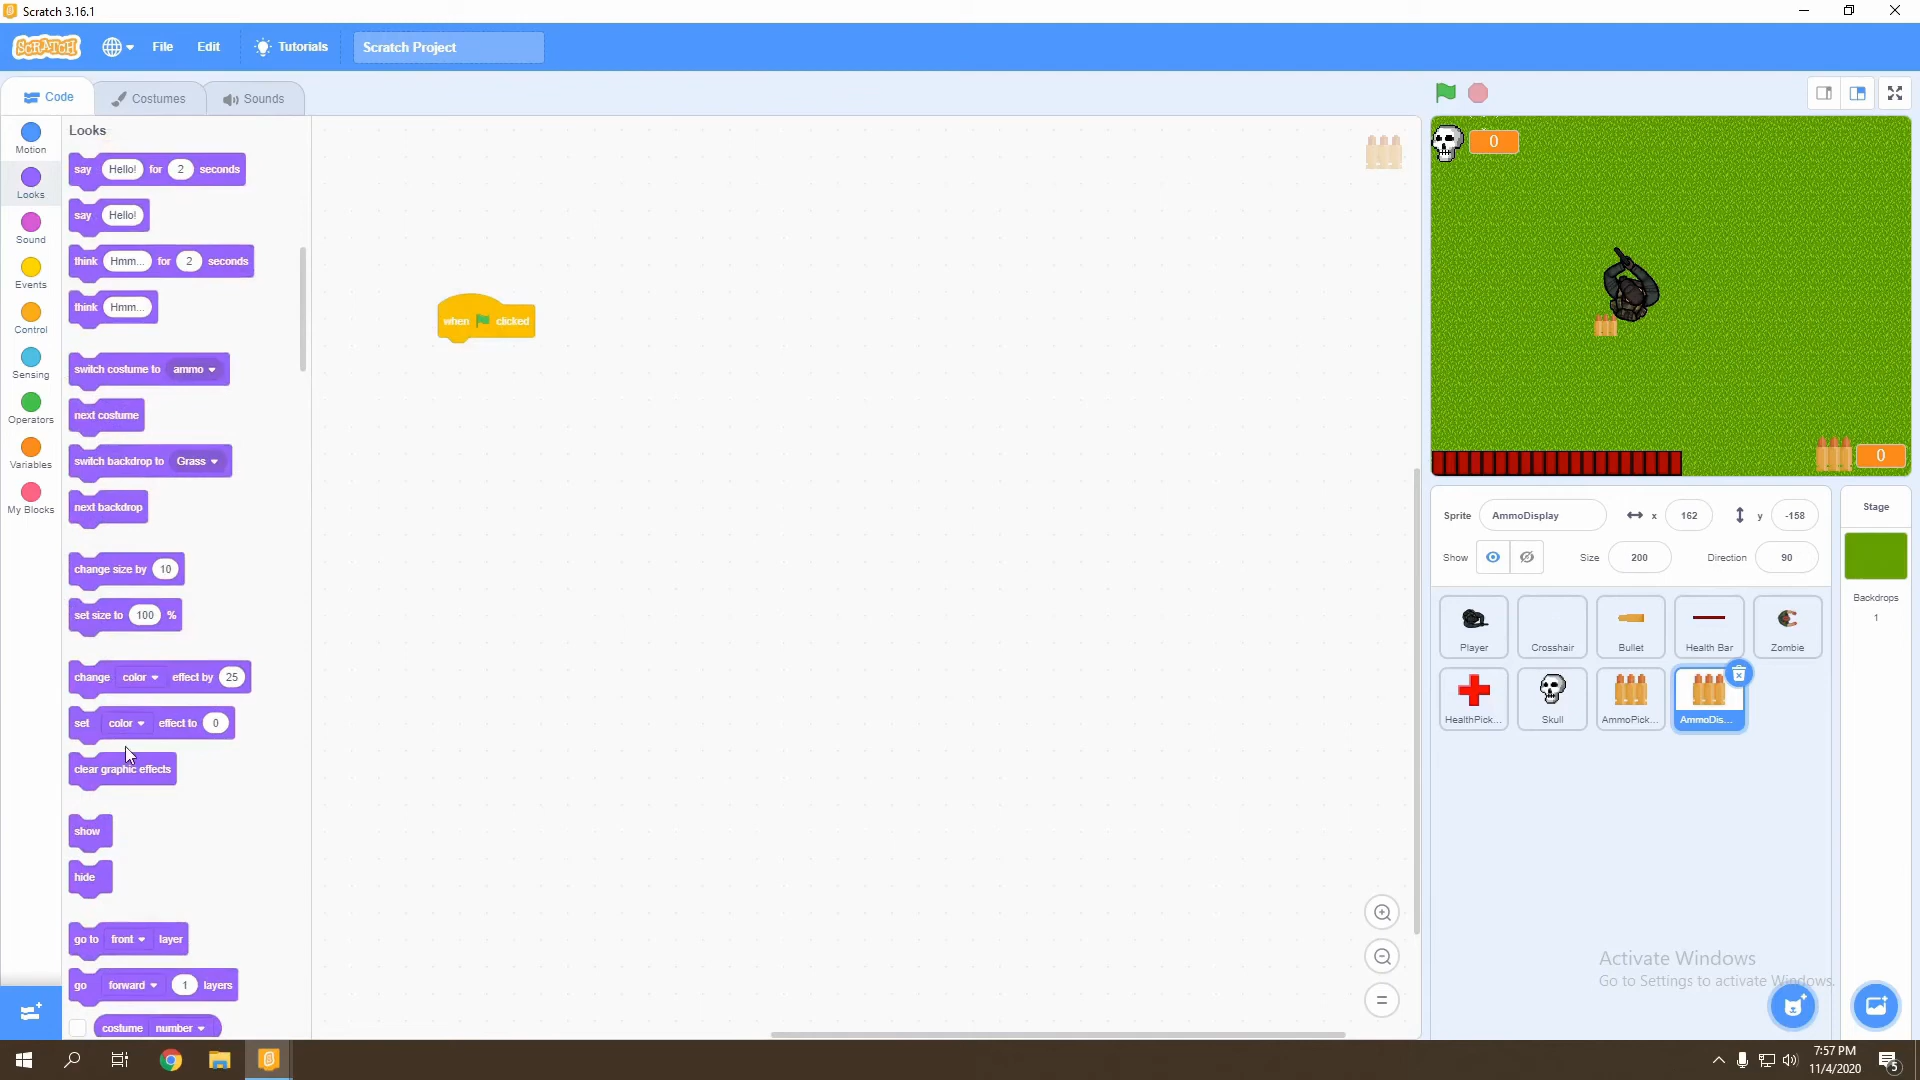 Scratch 3.16.1
SCRATCH File Edit Tutorials Scratch Project
Code Costumes Sounds
Motion
Looks
Sound
Events
Control
Sensing
Operators
Variables
My Blocks
Looks
say Hello! for 2 seconds
say Hello!
think Hmm... for 2 seconds
think Hmm...
switch costume to ammo
next costume
switch backdrop to Grass
next backdrop
change size by 10
set size to 100 %
change color effect by 25
set color effect to 0
clear graphic effects
show
hide
go to front layer
go forward 1 layers
costume number
when clicked
0
0
Sprite AmmoDisplay x 162 y -158
Show Size 200 Direction 90
Player Crosshair Bullet Health Bar Zombie
HealthPick... Skull AmmoPick... AmmoDis...
Stage
Backdrops
1
Activate Windows
Go to Settings to activate Windows.
7:57 PM
11/4/2020
5